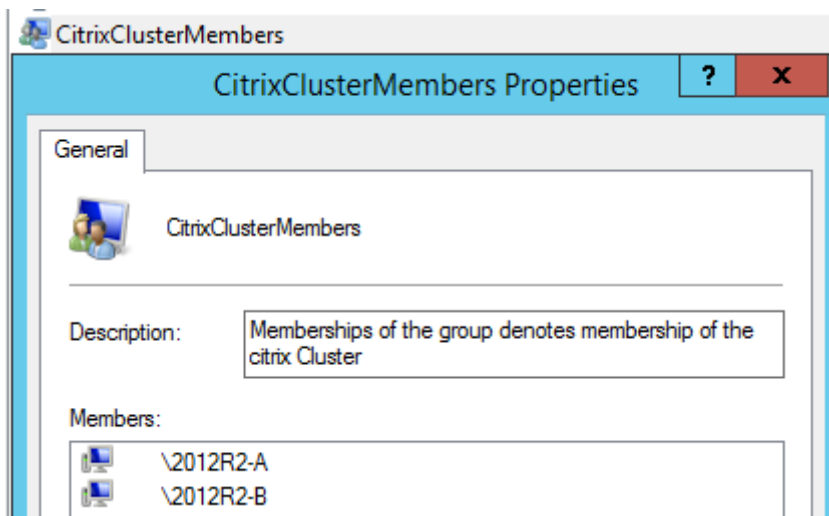 CitrixClusterMembers
CitrixClusterMembers Properties
? x
General
CitrixClusterMembers
Description:
Memberships of the group denotes membership of the
citrix Cluster
Members:
\2012R2-A
\2012R2-B